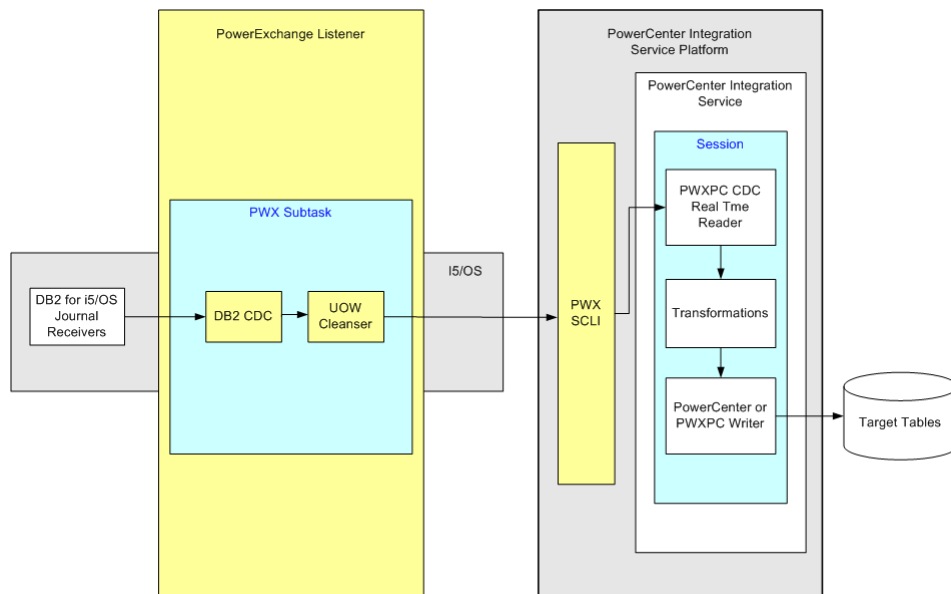 PowerExchange Listener
PWX Subtask
I5/OS
DB2 for i5/OS
Journal
Receivers
DB2 CDC
UOW
Cleanser
PowerCenter Integration
Service Platform
PowerCenter Integration
Service
Session
PWX
SCLI
PWXPC CDC
Real Tme
Reader
Transformations
PowerCenter or
PWXPC Writer
Target Tables